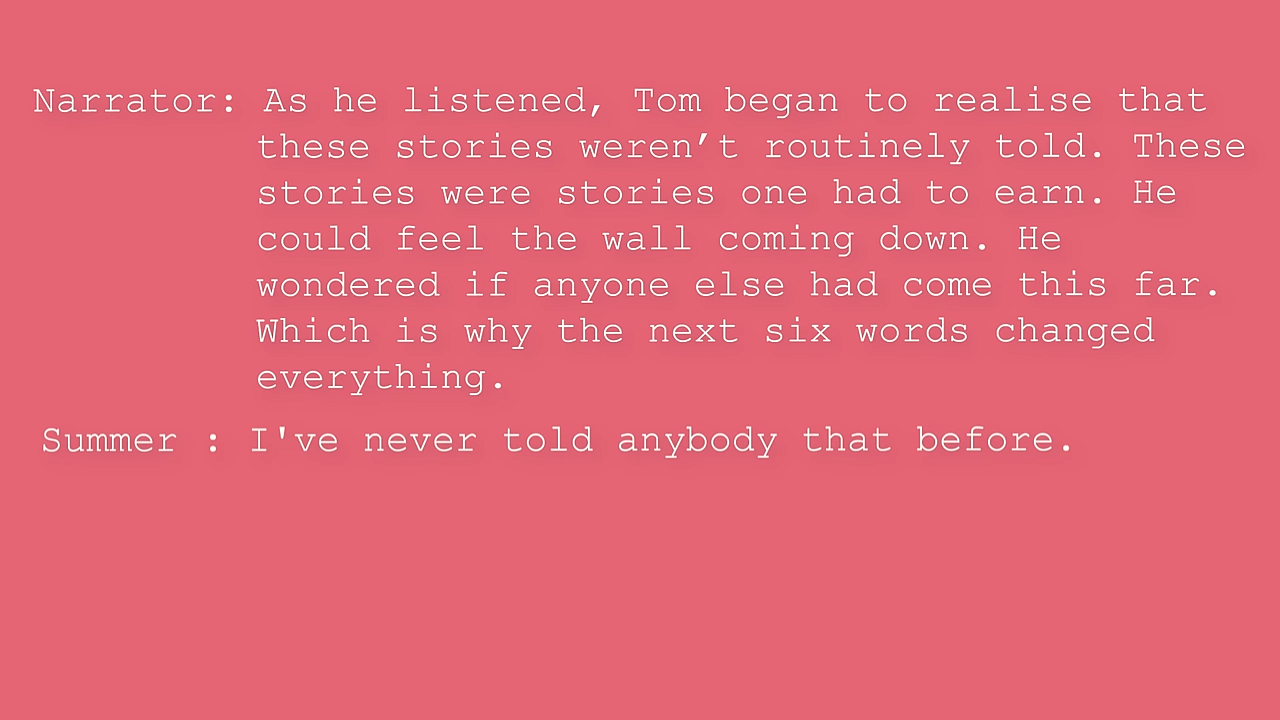 Narrator: As he listened, Tom began to realise that
these stories weren’t routinely told. These
stories were stories one had to earn. He
could feel the wall coming down. He
wondered if anyone else had come this far.
Which is why the next six words changed
everything.
Summer : I've never told anybody that before.